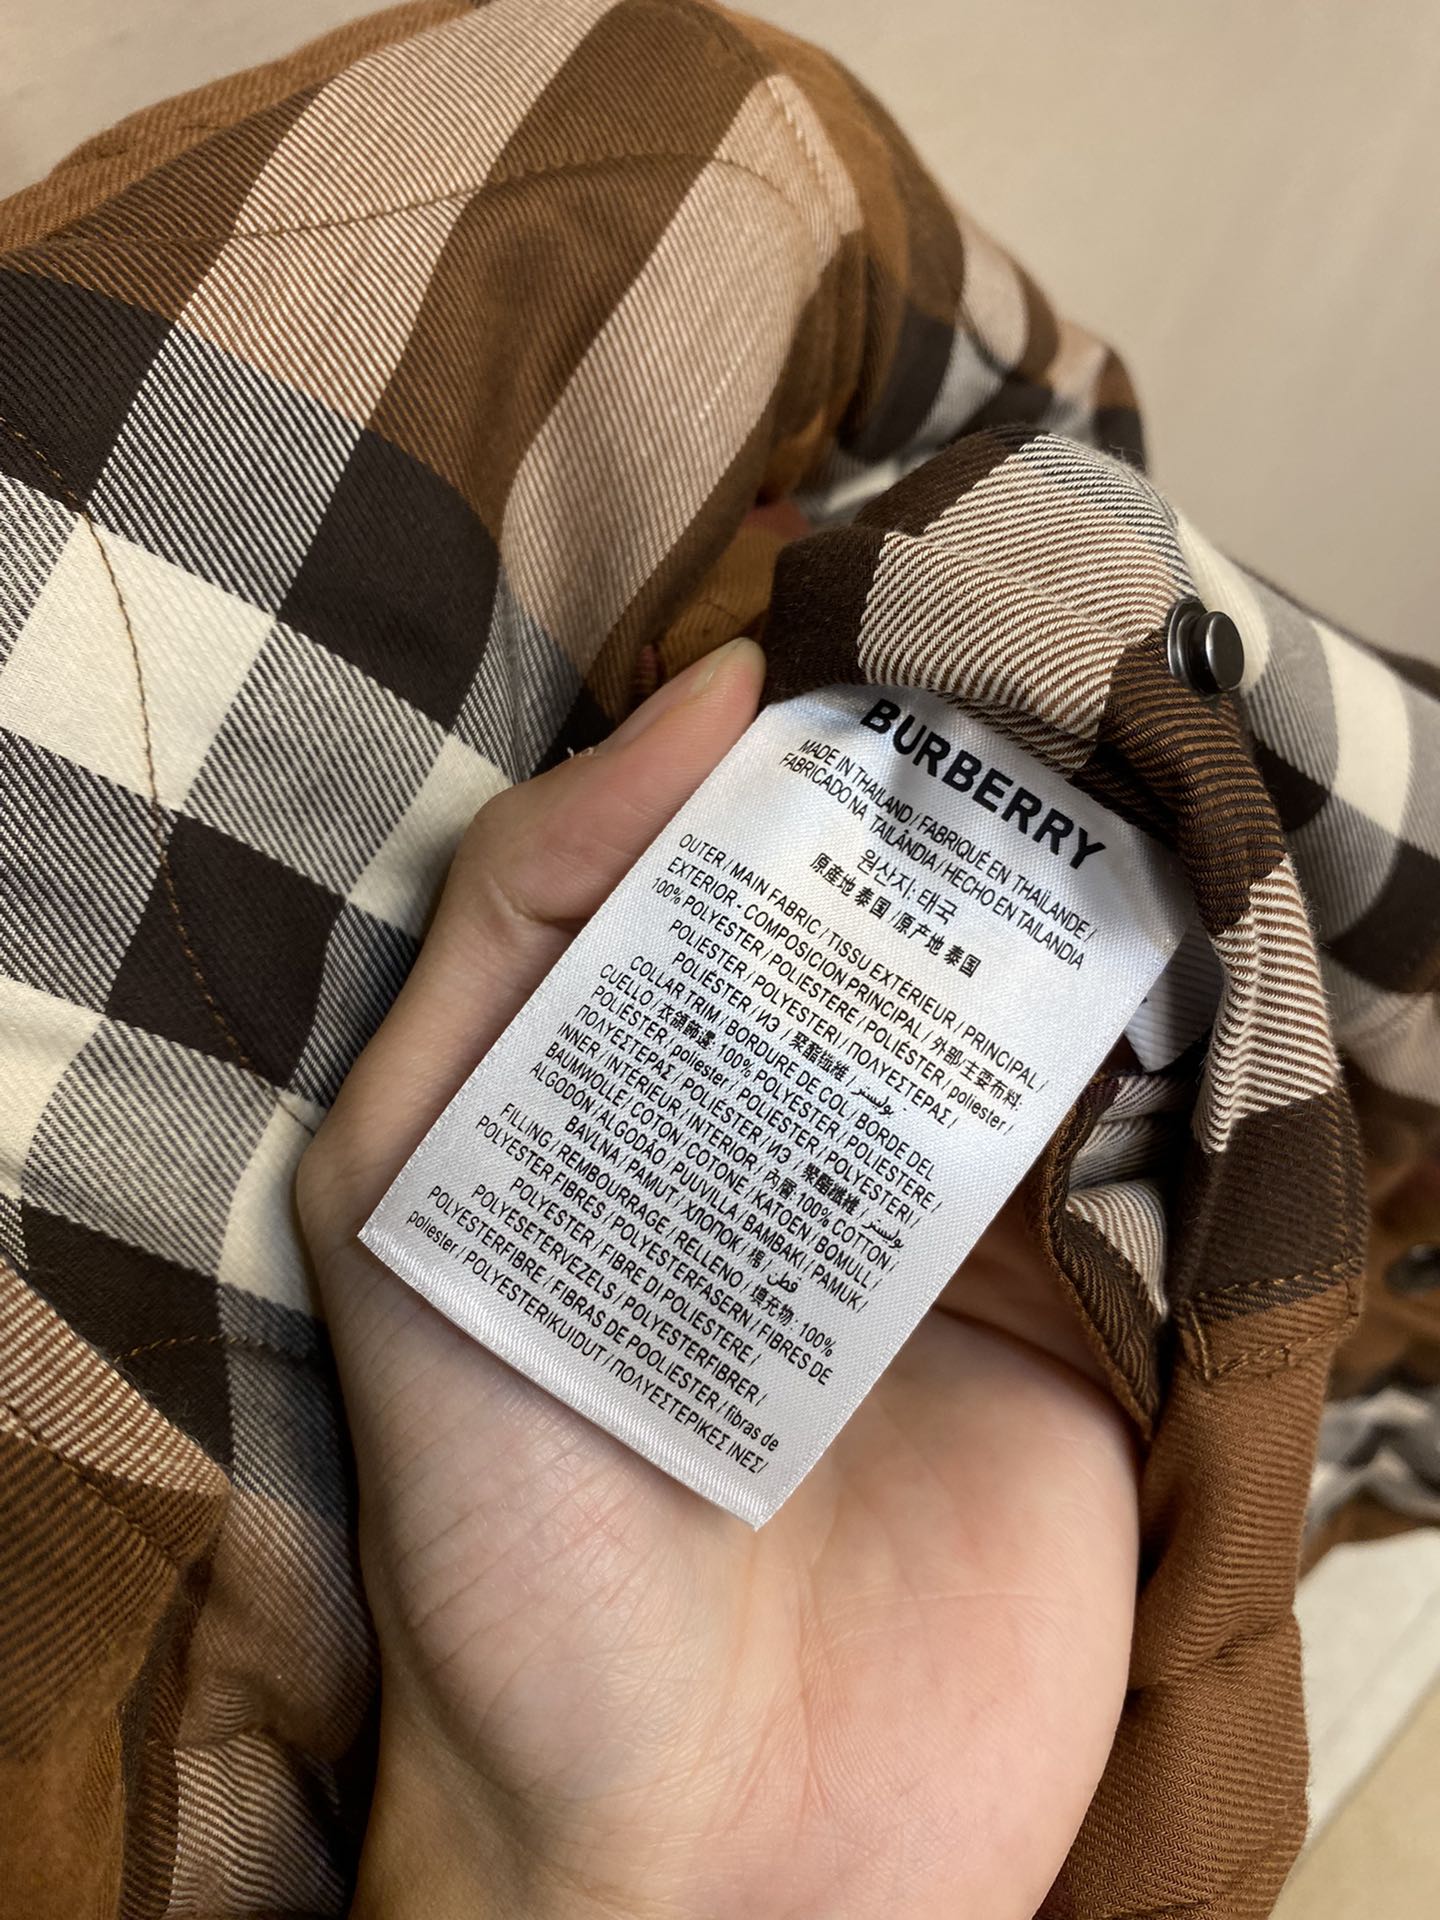 BURBERRY
MADE IN THAILAND / FABRIQUÉ EN THAÏLANDE /
FABRICADO NA TAILÂNDIA / HECHO EN TAILANDIA
원산지: 태국
原産地 泰国 / 原产地 泰国
OUTER / MAIN FABRIC / TISSU EXTÉRIEUR / PRINCIPAL
EXTERIOR - COMPOSICION PRINCIPAL / 外部/主要布料:
100% POLYESTER / POLIESTERE / POLIÉSTER / poliester /
POLIESTER / POLYESTERI / ΠΟΛΥΕΣΤΕΡΑΣ /
POLIÉSTER / ИЭ / 聚酯纖維 / بوليستر
COLLAR TRIM / BORDURE DE COL / BORDE DEL
CUELLO / 衣領飾邊: 100% POLYESTER / POLIESTERE /
POLIÉSTER / poliester / POLIESTER / POLYESTERI /
ΠΟΛΥΕΣΤΕΡΑΣ / POLIÉSTER / ИЭ / 聚酯纖維 / بوليستر
INNER / INTÉRIEUR / INTERIOR / 內層 100% COTTON /
BAUMWOLLE / COTON / COTONE / KATOEN / BOMULL /
ALGODON / ALGODÃO / PUUVILLA / BAMBAKI / PAMUK /
BAVLNA / PAMUT / ХЛОПОК / 棉 / قطن
FILLING / REMBOURRAGE / RELLENO / 填充物: 100%
POLYESTER FIBRES / POLYESTERFASERN / FIBRES DE
POLYESTER / FIBRE DI POLIESTERE /
POLYESETERVEZELS / POLYESTERFIBRER /
POLYESTERFIBRE / FIBRAS DE POOLIESTER / fibras de
poliester / POLYESTERIKUIDUT / ΠΟΛΥΕΣΤΕΡΙΚΕΣ ΙΝΕΣ/